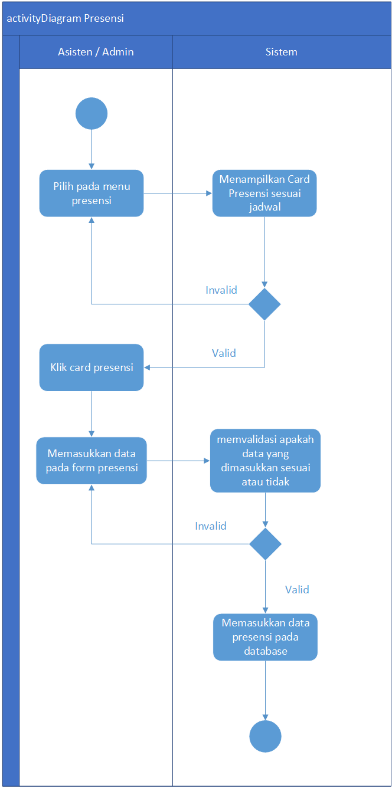 activityDiagram Presensi
Asisten / Admin
Sistem
Pilih pada menu
presensi
Menampilkan Card
Presensi sesuai
jadwal
Invalid
Valid
Klik card presensi
Memasukkan data
pada form presensi
memvalidasi apakah
data yang
dimasukkan sesuai
atau tidak
Invalid
Valid
Memasukkan data
presensi pada
database